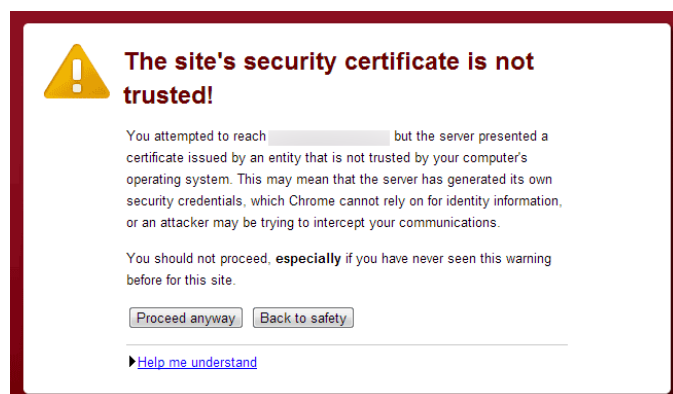 The site's security certificate is not
trusted!
You attempted to reach but the server presented a
certificate issued by an entity that is not trusted by your computer's
operating system. This may mean that the server has generated its own
security credentials, which Chrome cannot rely on for identity information,
or an attacker may be trying to intercept your communications.
You should not proceed, especially if you have never seen this warning
before for this site.
Proceed anyway Back to safety
Help me understand